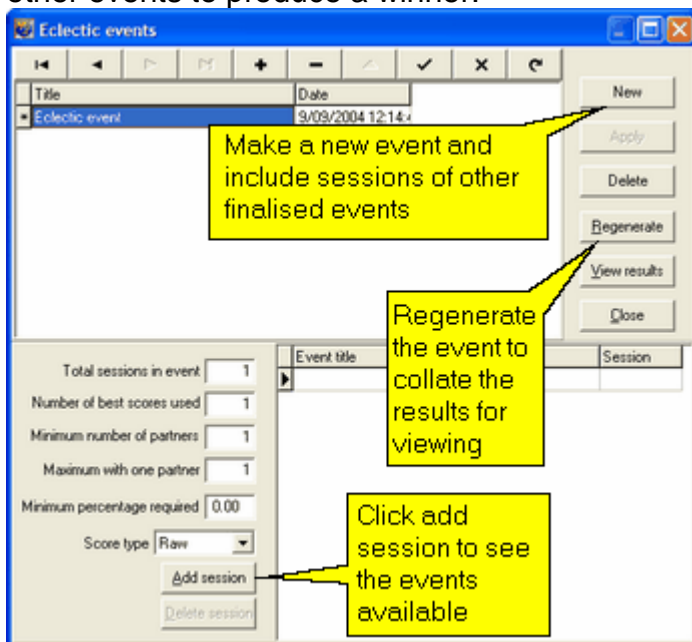 other events to produce a winner.
Eclectic events
Title Date
Eclectic event 9/09/2004 12:14:4
New
Apply
Delete
Regenerate
View results
Close
Make a new event and
include sessions of other
finalised events
Regenerate
the event to
collate the
results for
viewing
Event title Session
Total sessions in event 1
Number of best scores used 1
Minimum number of partners 1
Maximum with one partner 1
Minimum percentage required 0.00
Score type Raw
Add session
Delete session
Click add
session to see
the events
available